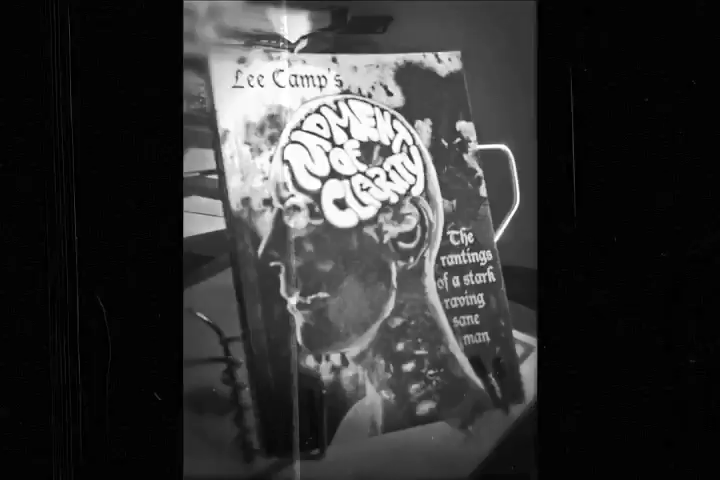 Lee Camp's
MOMENT
OF
CLARITY
The
rantings
of a stark
raving
sane
man